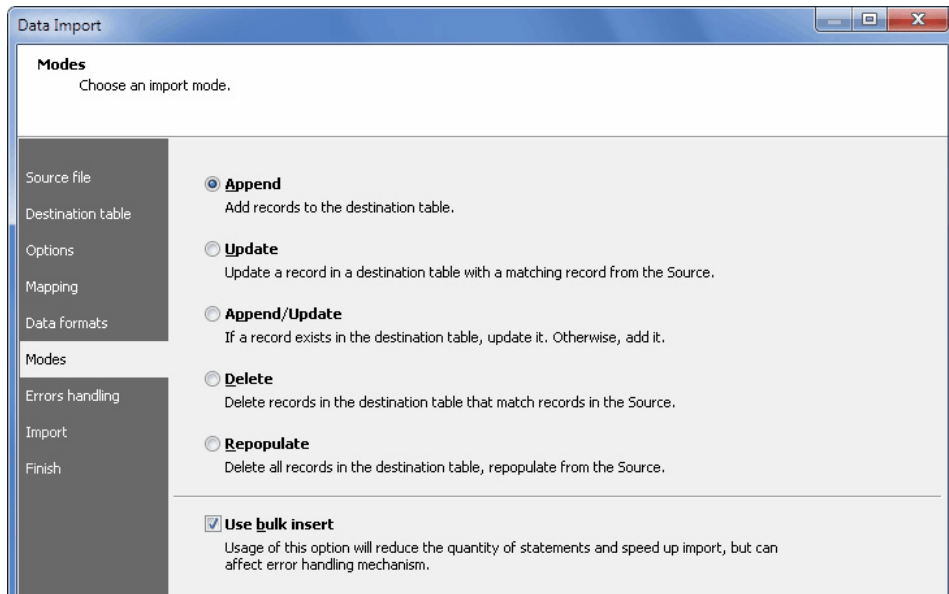 Data Import
Modes
Choose an import mode.
Source file
Destination table
Options
Mapping
Data formats
Modes
Errors handling
Import
Finish
Append
Add records to the destination table.
Update
Update a record in a destination table with a matching record from the Source.
Append/Update
If a record exists in the destination table, update it. Otherwise, add it.
Delete
Delete records in the destination table that match records in the Source.
Repopulate
Delete all records in the destination table, repopulate from the Source.
Use bulk insert
Usage of this option will reduce the quantity of statements and speed up import, but can
affect error handling mechanism.